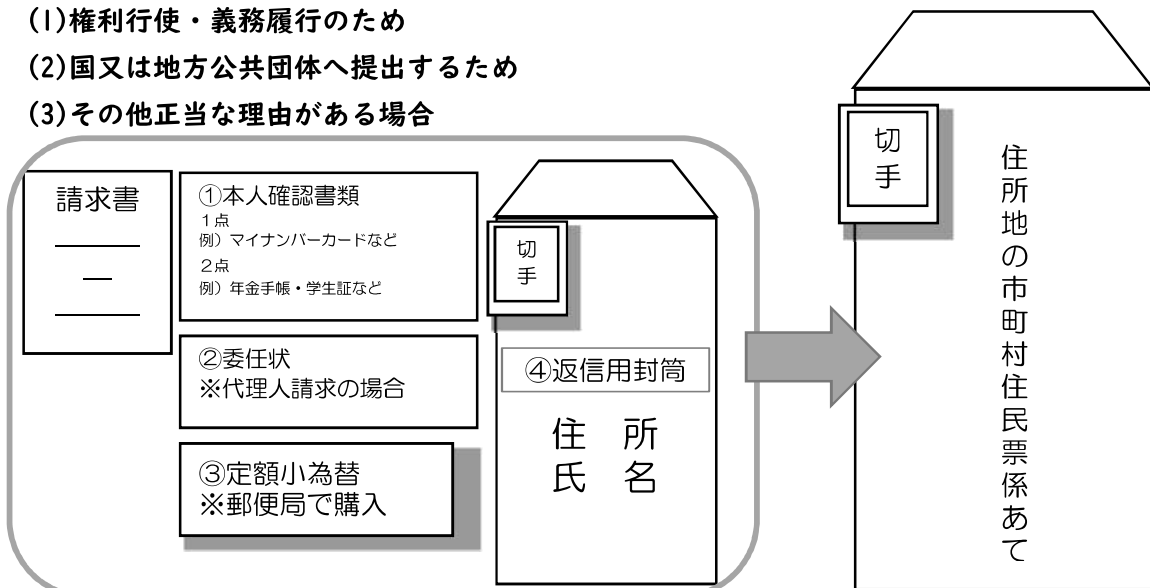 (1)権利行使・義務履行のため
(2)国又は地方公共団体へ提出するため
(3)その他正当な理由がある場合
請求書
①本人確認書類
1点
例）マイナンバーカードなど
2点
例）年金手帳・学生証など
②委任状
※代理人請求の場合
③定額小為替
※郵便局で購入
切手
④返信用封筒
住　所
氏　名
切手
住所地の市町村住民票係あて